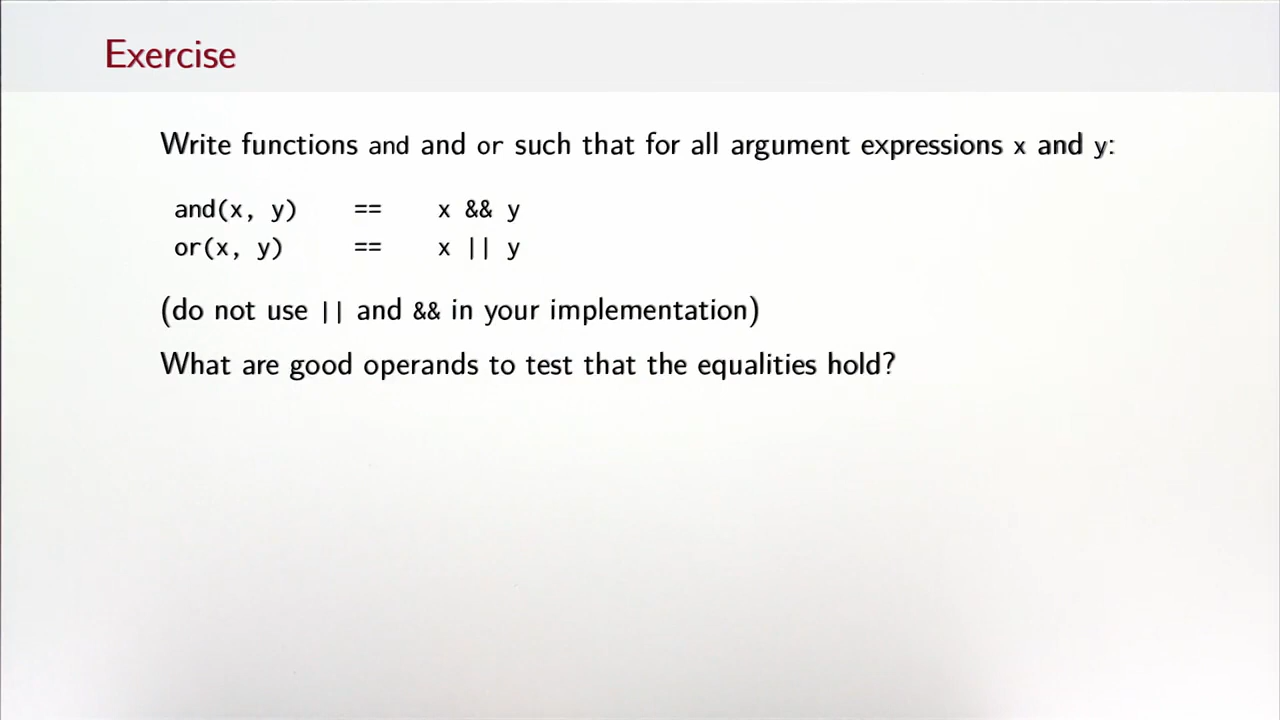 Exercise
Write functions and and or such that for all argument expressions x and y:
and(x, y) == x && y
or(x, y) == x || y
(do not use || and && in your implementation)
What are good operands to test that the equalities hold?